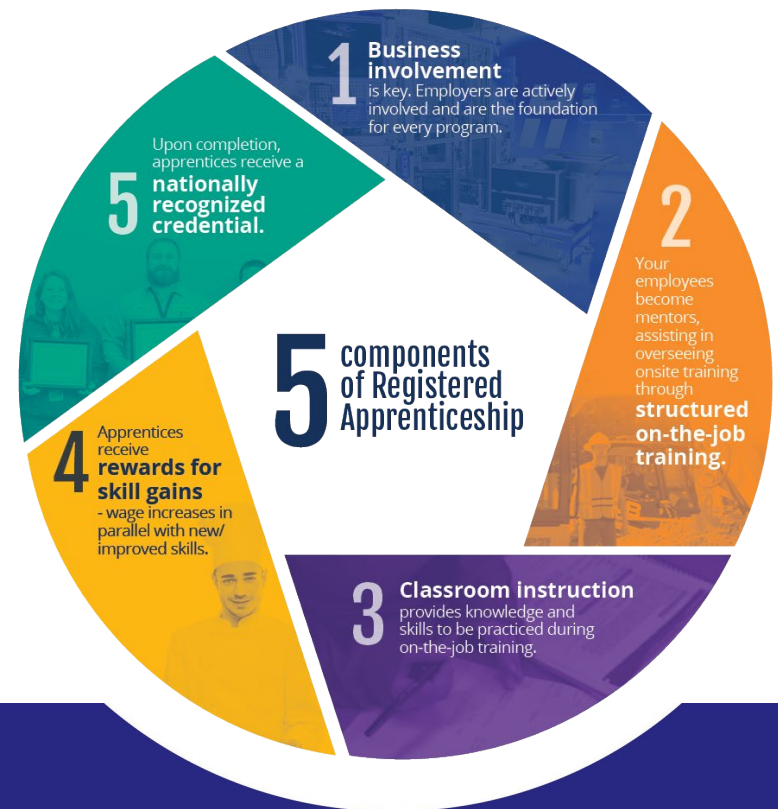 1
Business
involvement
is key. Employers are actively
involved and are the foundation
for every program.
2
Your
employees
become
mentors,
assisting in
overseeing
onsite training
through
structured
on-the-job
training.
3
Classroom instruction
provides knowledge and
skills to be practiced during
on-the-job training.
4
Apprentices
receive
rewards for
skill gains
- wage increases in
parallel with new/
improved skills.
5
Upon completion,
apprentices receive a
nationally
recognized
credential.
5 components
of Registered
Apprenticeship